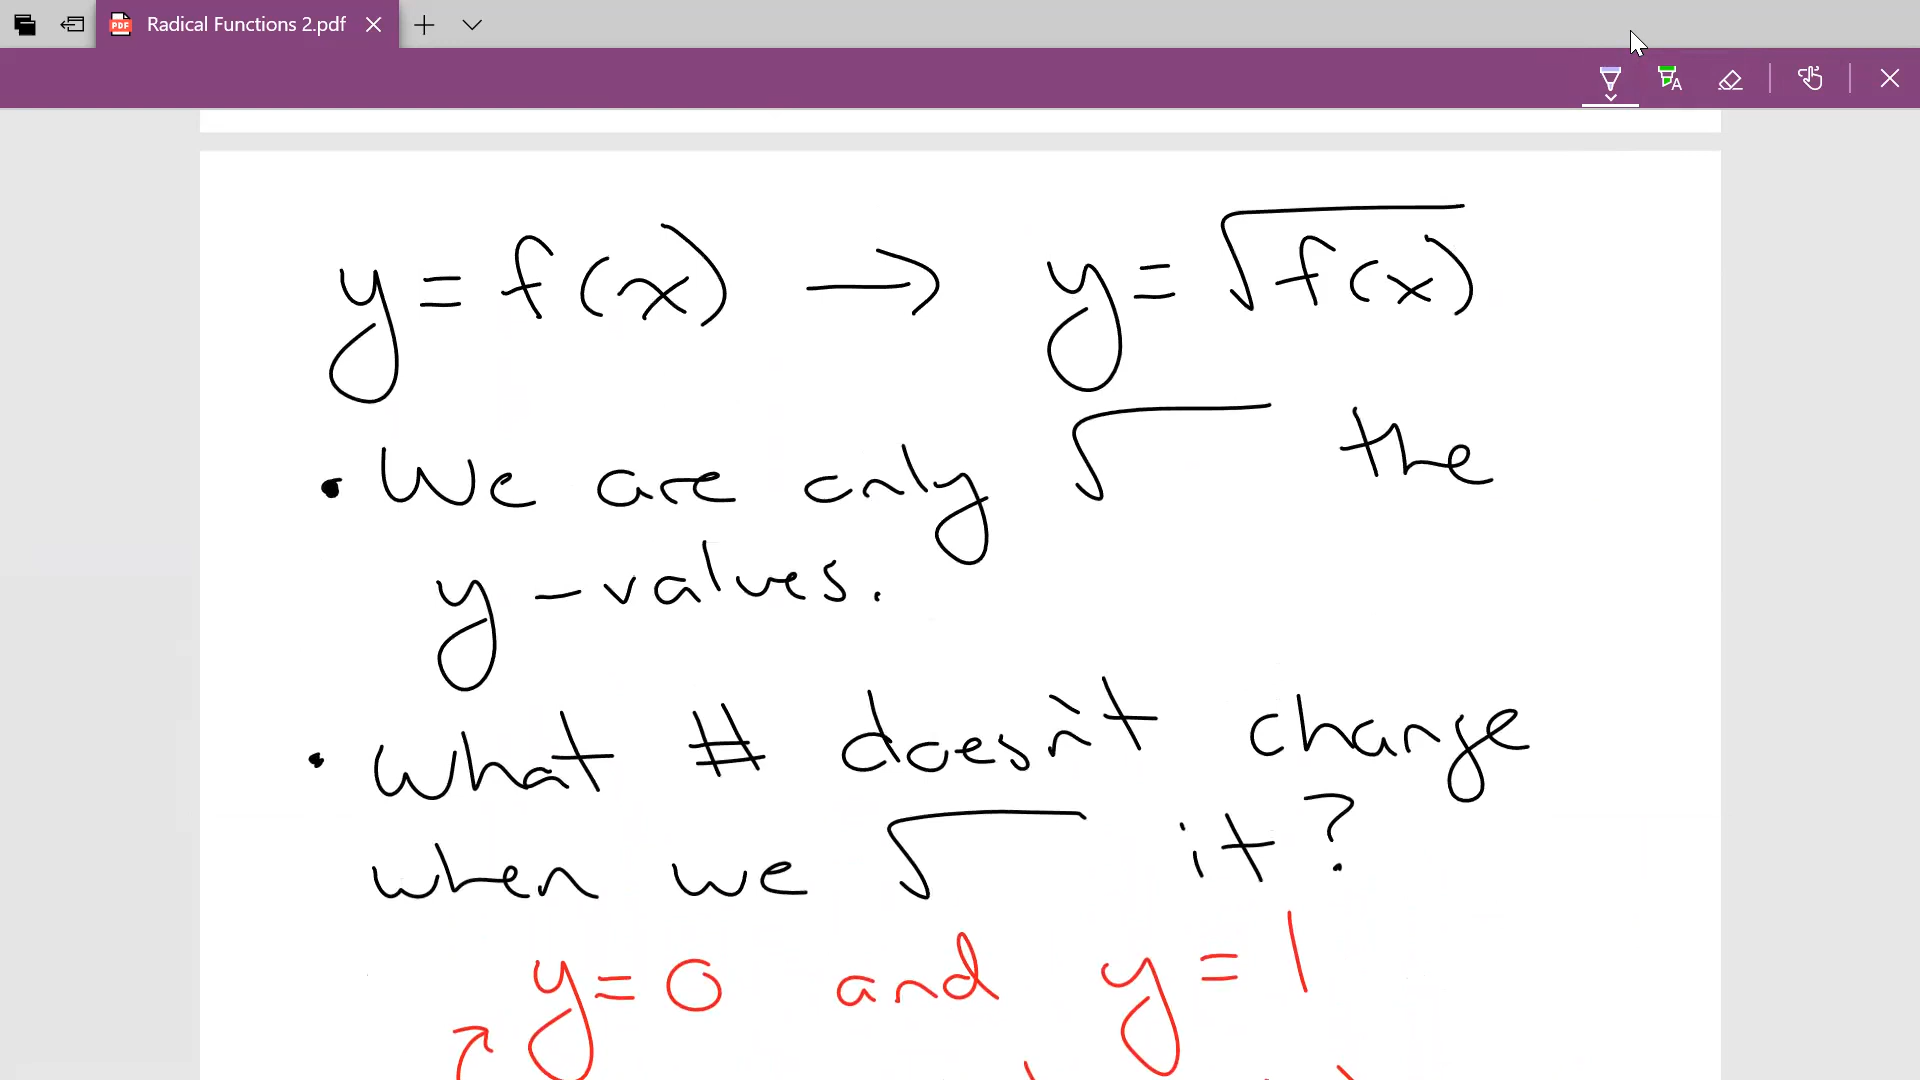 Radical Functions 2.pdf
y = f(x) → y = √f(x)
• We are only √ the
y-values.
• What # doesn't change
when we √ it?
y = 0 and y = 1